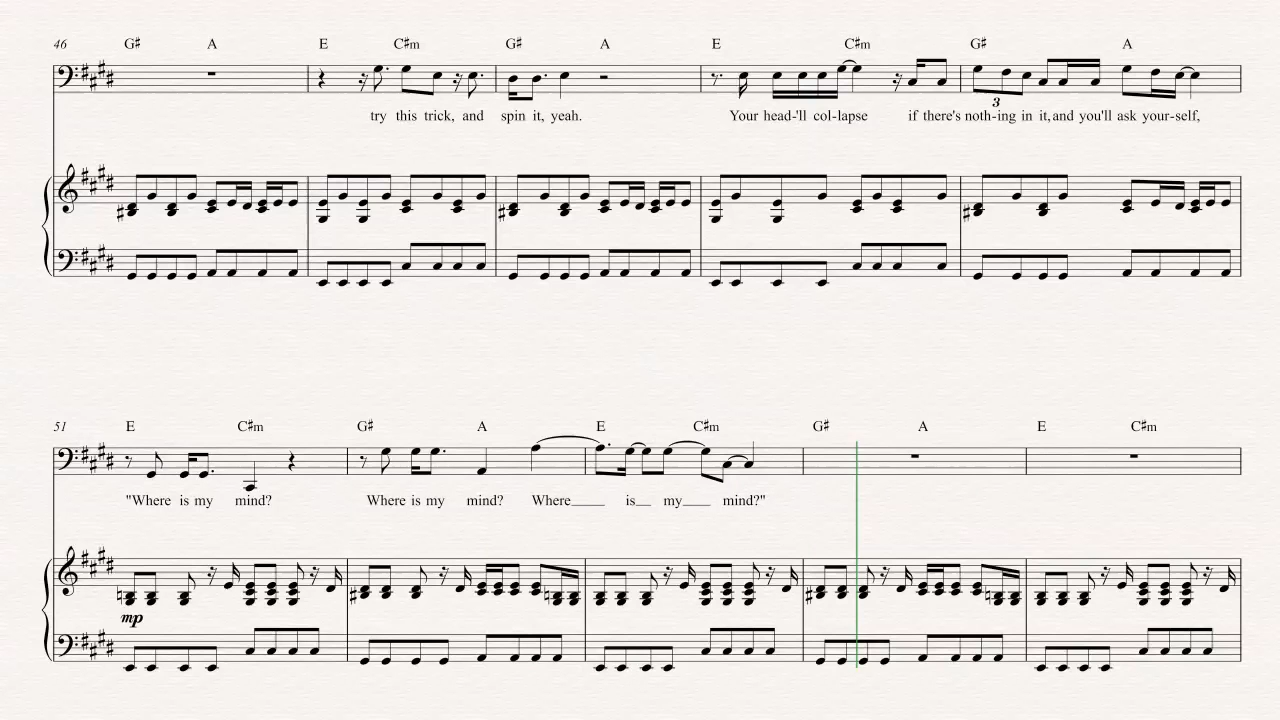 46 G♯ A E C♯m G♯ A E C♯m G♯ A
try this trick, and spin it, yeah. Your head-'ll col-lapse if there's noth-ing in it, and you'll ask your-self,
3
51 E C♯m G♯ A E C♯m G♯ A E C♯m
"Where is my mind? Where is my mind? Where is my mind?"
mp